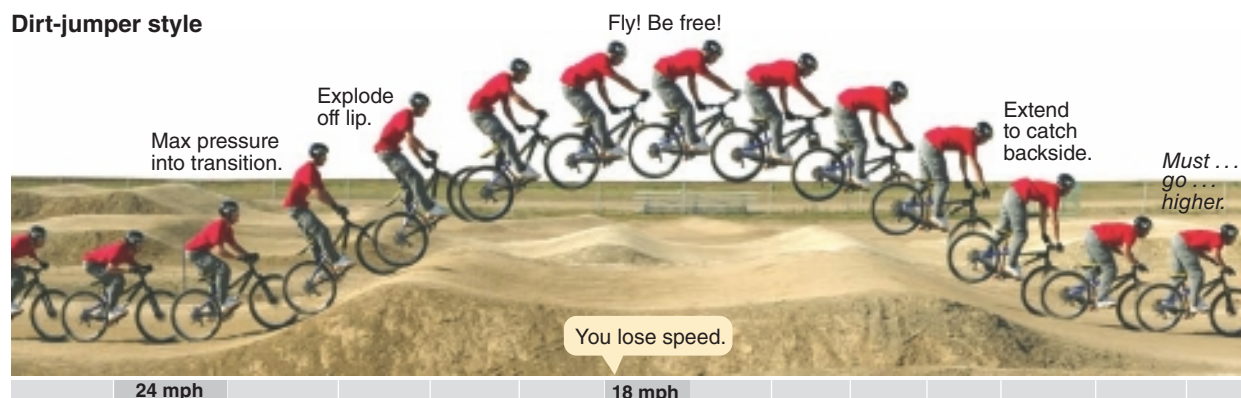 Dirt-jumper style
Fly! Be free!
Explode
off lip.
Max pressure
into transition.
Extend
to catch
backside.
Must . . .
go . . .
higher.
You lose speed.
24 mph
18 mph